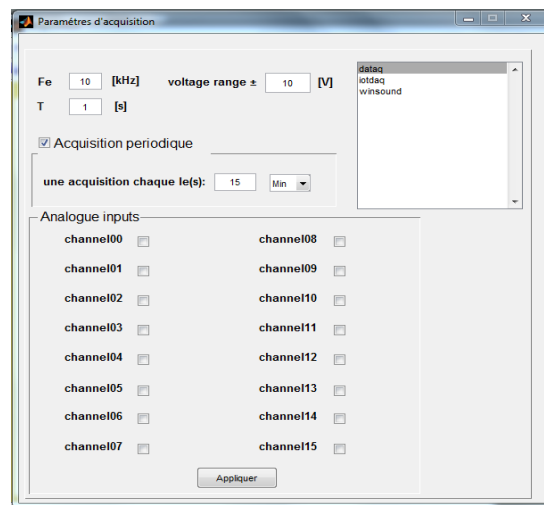 Paramétres d'acquisition
Fe 10 [kHz] voltage range ± 10 [V]
T 1 [s]
dataq
iotdaq
winsound
Acquisition periodique
une acquisition chaque le(s): 15 Min
Analogue inputs
channel00 channel08
channel01 channel09
channel02 channel10
channel03 channel11
channel04 channel12
channel05 channel13
channel06 channel14
channel07 channel15
Appliquer